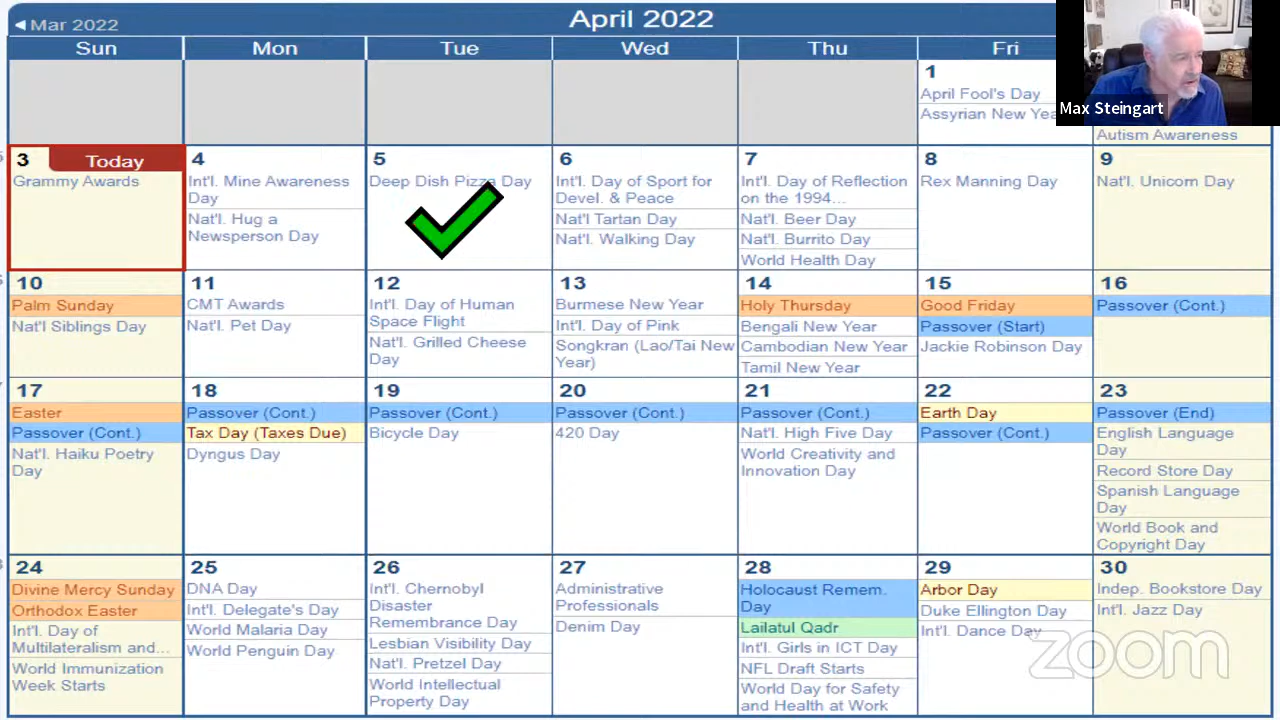 ◄ Mar 2022
April 2022
Sun Mon Tue Wed Thu Fri
1
April Fool's Day
Assyrian New
Autism Awareness
3 Today
Grammy Awards
4
Int'l. Mine Awareness
Day
Nat'l. Hug a
Newsperson Day
5
Deep Dish Pizza Day
6
Int'l. Day of Sport for
Devel. & Peace
Nat'l Tartan Day
Nat'l. Walking Day
7
Int'l. Day of Reflection
on the 1994...
Nat'l. Beer Day
Nat'l. Burrito Day
World Health Day
8
Rex Manning Day
9
Nat'l. Unicorn Day
10
Palm Sunday
Nat'l Siblings Day
11
CMT Awards
Nat'l. Pet Day
12
Int'l. Day of Human
Space Flight
Nat'l. Grilled Cheese
Day
13
Burmese New Year
Int'l. Day of Pink
Songkran (Lao/Tai New
Year)
14
Holy Thursday
Bengali New Year
Cambodian New Year
Tamil New Year
15
Good Friday
Passover (Start)
Jackie Robinson Day
16
Passover (Cont.)
17
Easter
Passover (Cont.)
Nat'l. Haiku Poetry
Day
18
Passover (Cont.)
Tax Day (Taxes Due)
Dyngus Day
19
Passover (Cont.)
Bicycle Day
20
Passover (Cont.)
420 Day
21
Passover (Cont.)
Nat'l. High Five Day
World Creativity and
Innovation Day
22
Earth Day
Passover (Cont.)
23
Passover (End)
English Language
Day
Record Store Day
Spanish Language
Day
World Book and
Copyright Day
24
Divine Mercy Sunday
Orthodox Easter
Int'l. Day of
Multilateralism and...
World Immunization
Week Starts
25
DNA Day
Int'l. Delegate's Day
World Malaria Day
World Penguin Day
26
Int'l. Chernobyl
Disaster
Remembrance Day
Lesbian Visibility Day
Nat'l. Pretzel Day
World Intellectual
Property Day
27
Administrative
Professionals
Denim Day
28
Holocaust Remem.
Day
Lailatul Qadr
Int'l. Girls in ICT Day
NFL Draft Starts
World Day for Safety
and Health at Work
29
Arbor Day
Duke Ellington Day
Int'l. Dance Day
30
Indep. Bookstore Day
Int'l. Jazz Day
Max Steingart
zoom